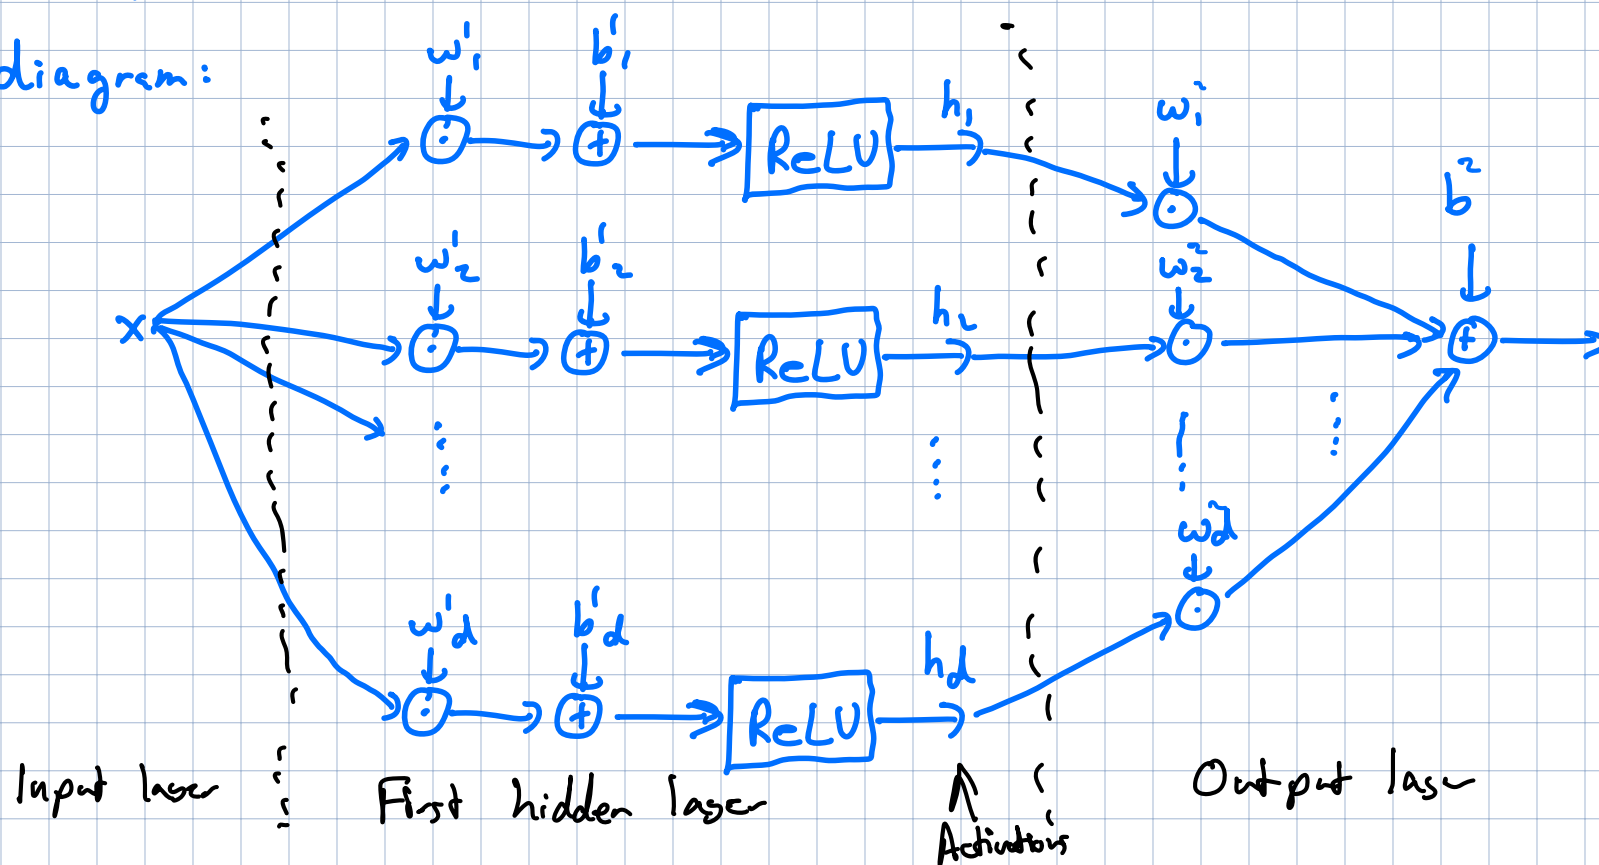 diagram:
w¹₁ b¹₁
· + ReLU h₁ w²₁
· b²
w¹₂ b¹₂ w²₂
x · + ReLU h₂ · +
w²d
w¹d b¹d ·
· + ReLU hd
Input layer First hidden layer Output layer
Activations